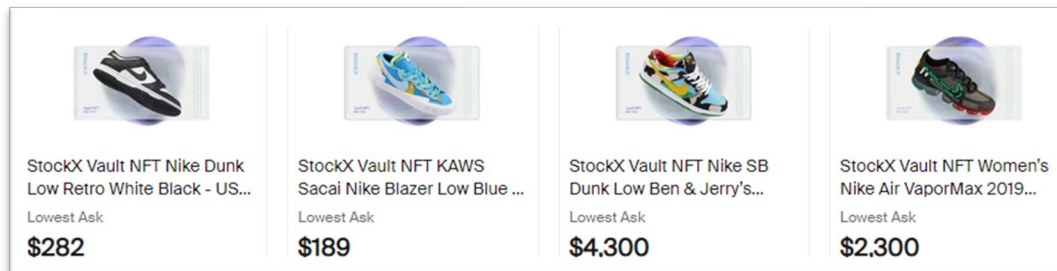 StockX Vault NFT Nike Dunk
Low Retro White Black - US...
Lowest Ask
$282
StockX Vault NFT KAWS
Sacai Nike Blazer Low Blue ...
Lowest Ask
$189
StockX Vault NFT Nike SB
Dunk Low Ben & Jerry's...
Lowest Ask
$4,300
StockX Vault NFT Women's
Nike Air VaporMax 2019...
Lowest Ask
$2,300